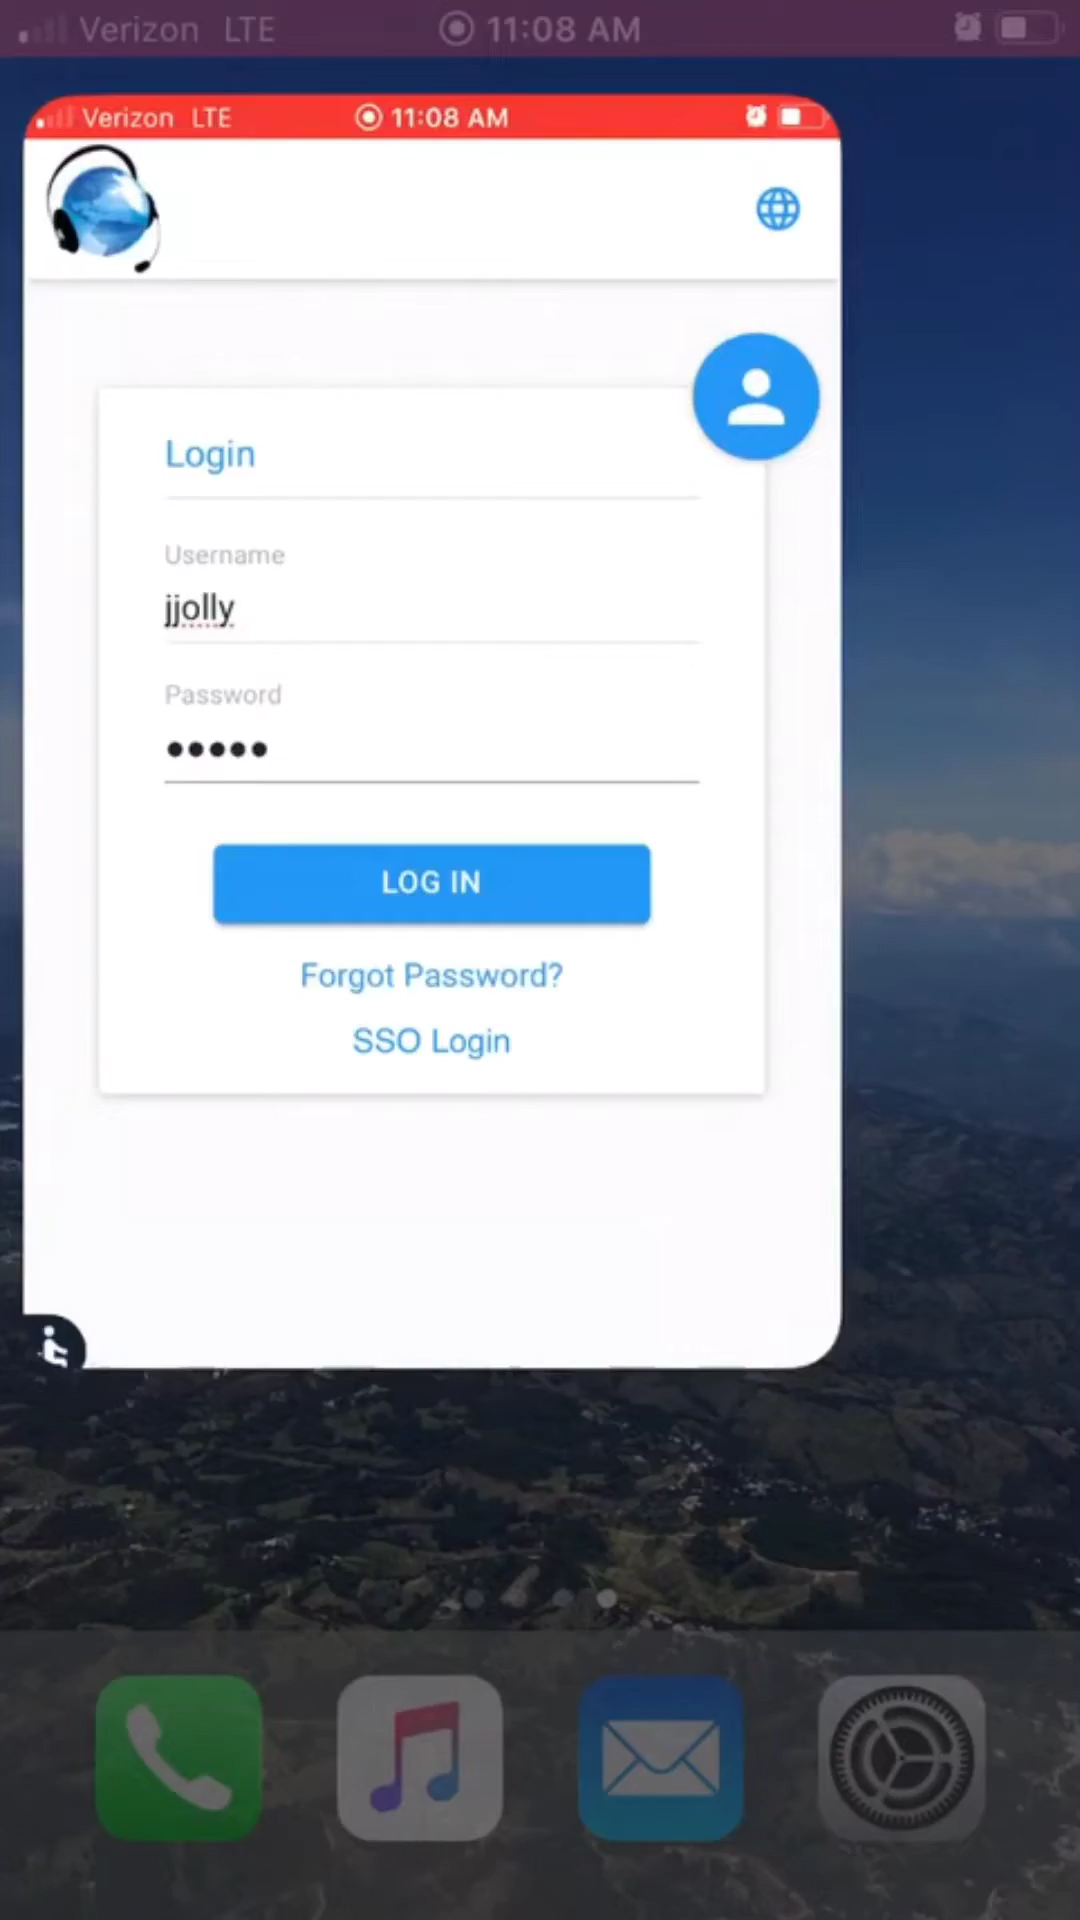 Verizon LTE 11:08 AM
Verizon LTE 11:08 AM
Login
Username
jjolly
Password
•••••
LOG IN
Forgot Password?
SSO Login